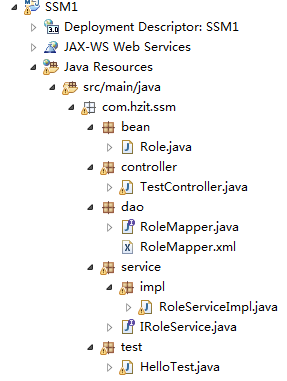 SSM1
Deployment Descriptor: SSM1
JAX-WS Web Services
Java Resources
src/main/java
com.hzit.ssm
bean
Role.java
controller
TestController.java
dao
RoleMapper.java
RoleMapper.xml
service
impl
RoleServiceImpl.java
IRoleService.java
test
HelloTest.java